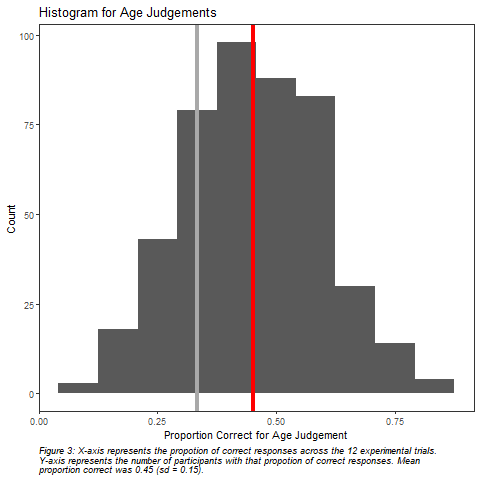 Histogram for Age Judgements
100
75
50
25
0
Count
0.00 0.25 0.50 0.75
Proportion Correct for Age Judgement
Figure 3: X-axis represents the propotion of correct responses across the 12 experimental trials.
Y-axis represents the number of participants with that propotion of correct responses. Mean
proportion correct was 0.45 (sd = 0.15).